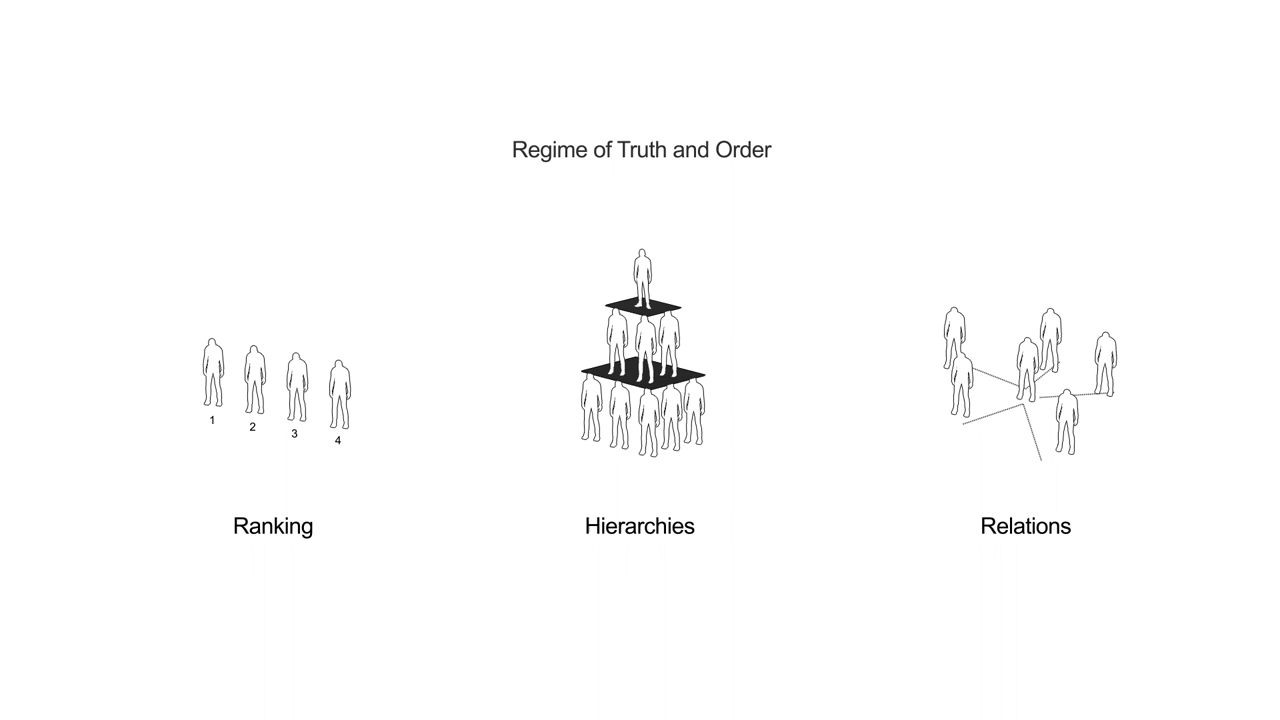 Regime of Truth and Order
1
2
3
4
Ranking
Hierarchies
Relations